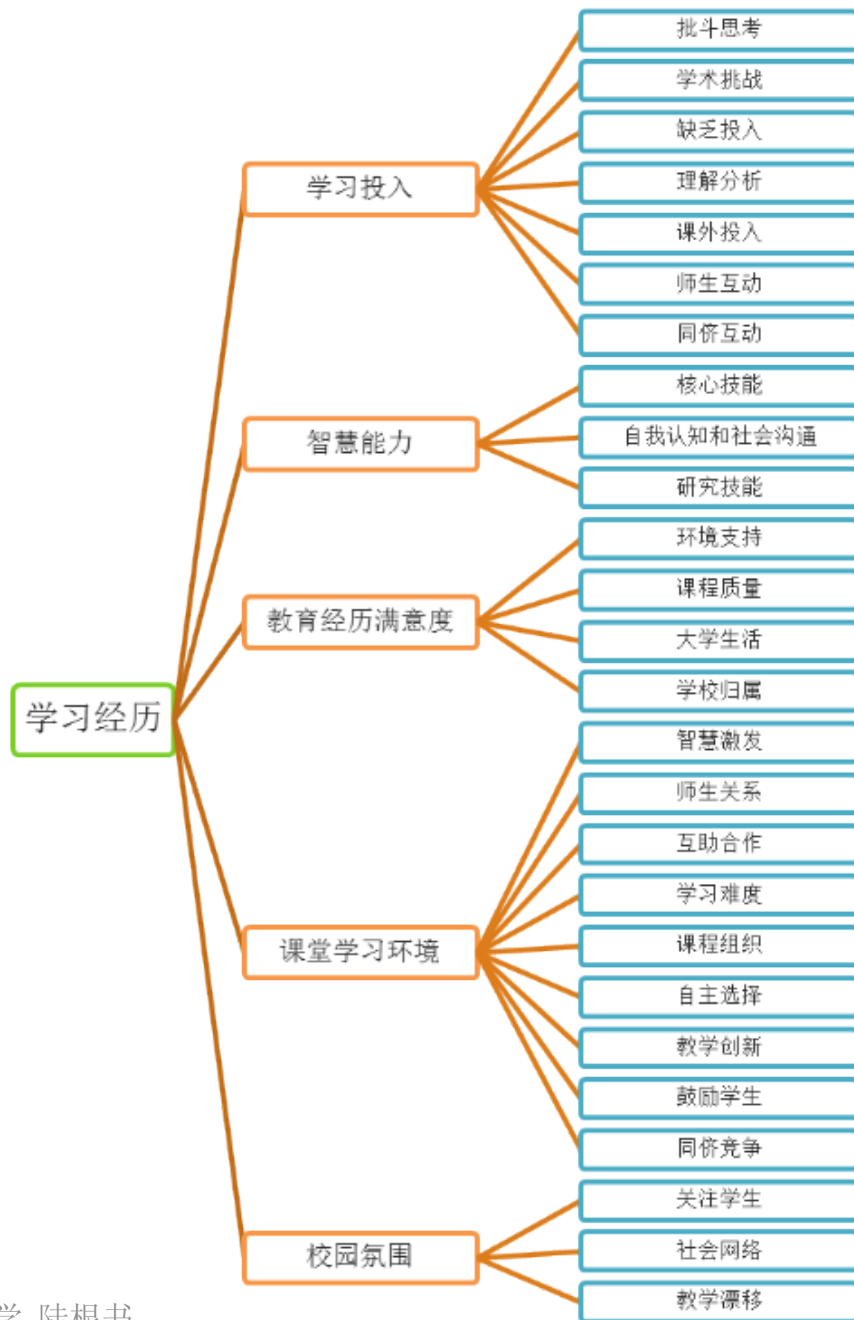 学习经历
学习投入
批斗思考
学术挑战
缺乏投入
理解分析
课外投入
师生互动
同侪互动
智慧能力
核心技能
自我认知和社会沟通
研究技能
教育经历满意度
环境支持
课程质量
大学生活
学校归属
课堂学习环境
智慧激发
师生关系
互助合作
学习难度
课程组织
自主选择
教学创新
鼓励学生
同侪竞争
校园氛围
关注学生
社会网络
教学漂移
学 陆根书